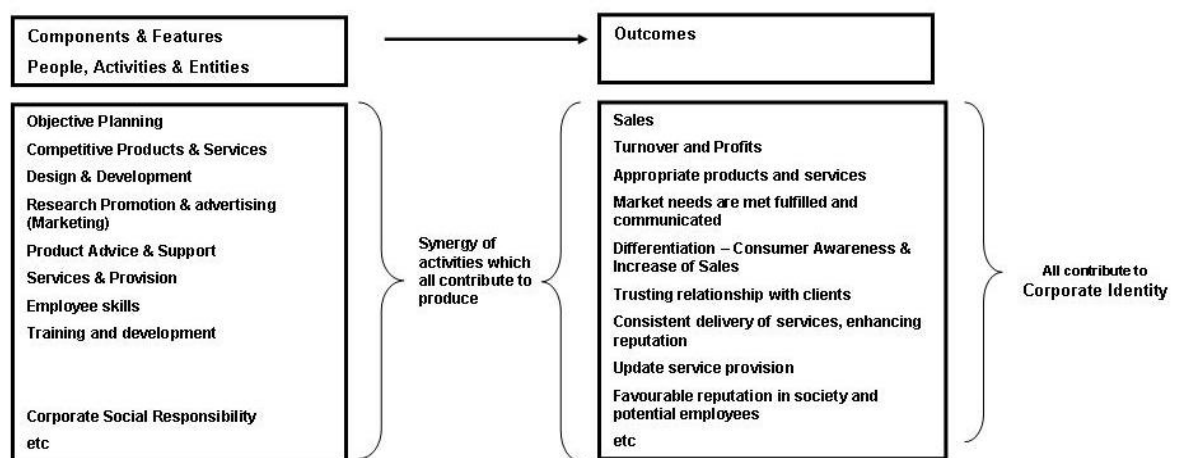 Components & Features
People, Activities & Entities
Outcomes
Objective Planning
Competitive Products & Services
Design & Development
Research Promotion & advertising
(Marketing)
Product Advice & Support
Services & Provision
Employee skills
Training and development
Corporate Social Responsibility
etc
Synergy of
activities which
all contribute to
produce
Sales
Turnover and Profits
Appropriate products and services
Market needs are met fulfilled and
communicated
Differentiation – Consumer Awareness &
Increase of Sales
Trusting relationship with clients
Consistent delivery of services, enhancing
reputation
Update service provision
Favourable reputation in society and
potential employees
etc
All contribute to
Corporate Identity